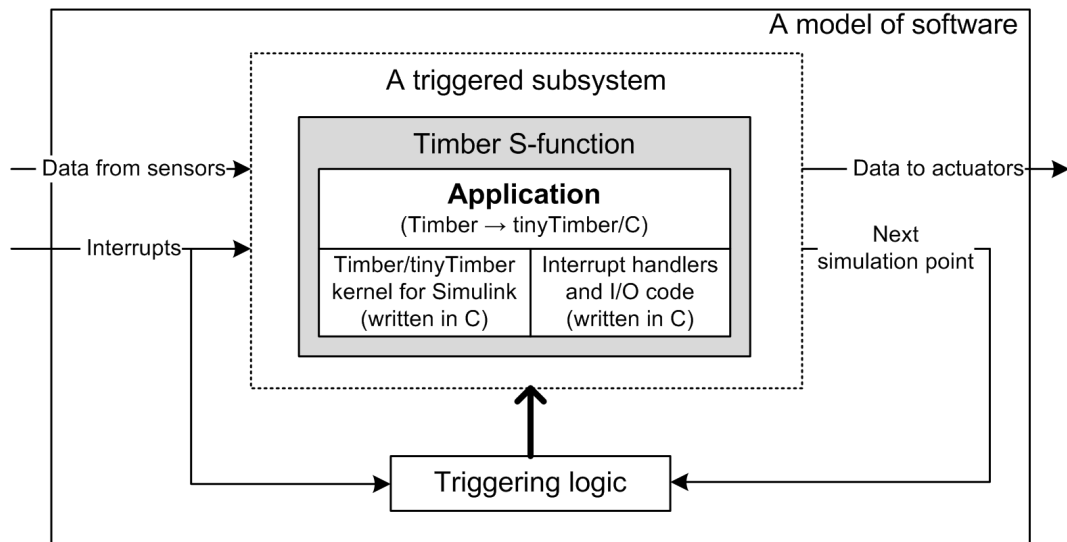 A model of software
A triggered subsystem
Timber S-function
Data from sensors
Data to actuators
Application
(Timber → tinyTimber/C)
Interrupts
Next
simulation point
Timber/tinyTimber
kernel for Simulink
(written in C)
Interrupt handlers
and I/O code
(written in C)
Triggering logic